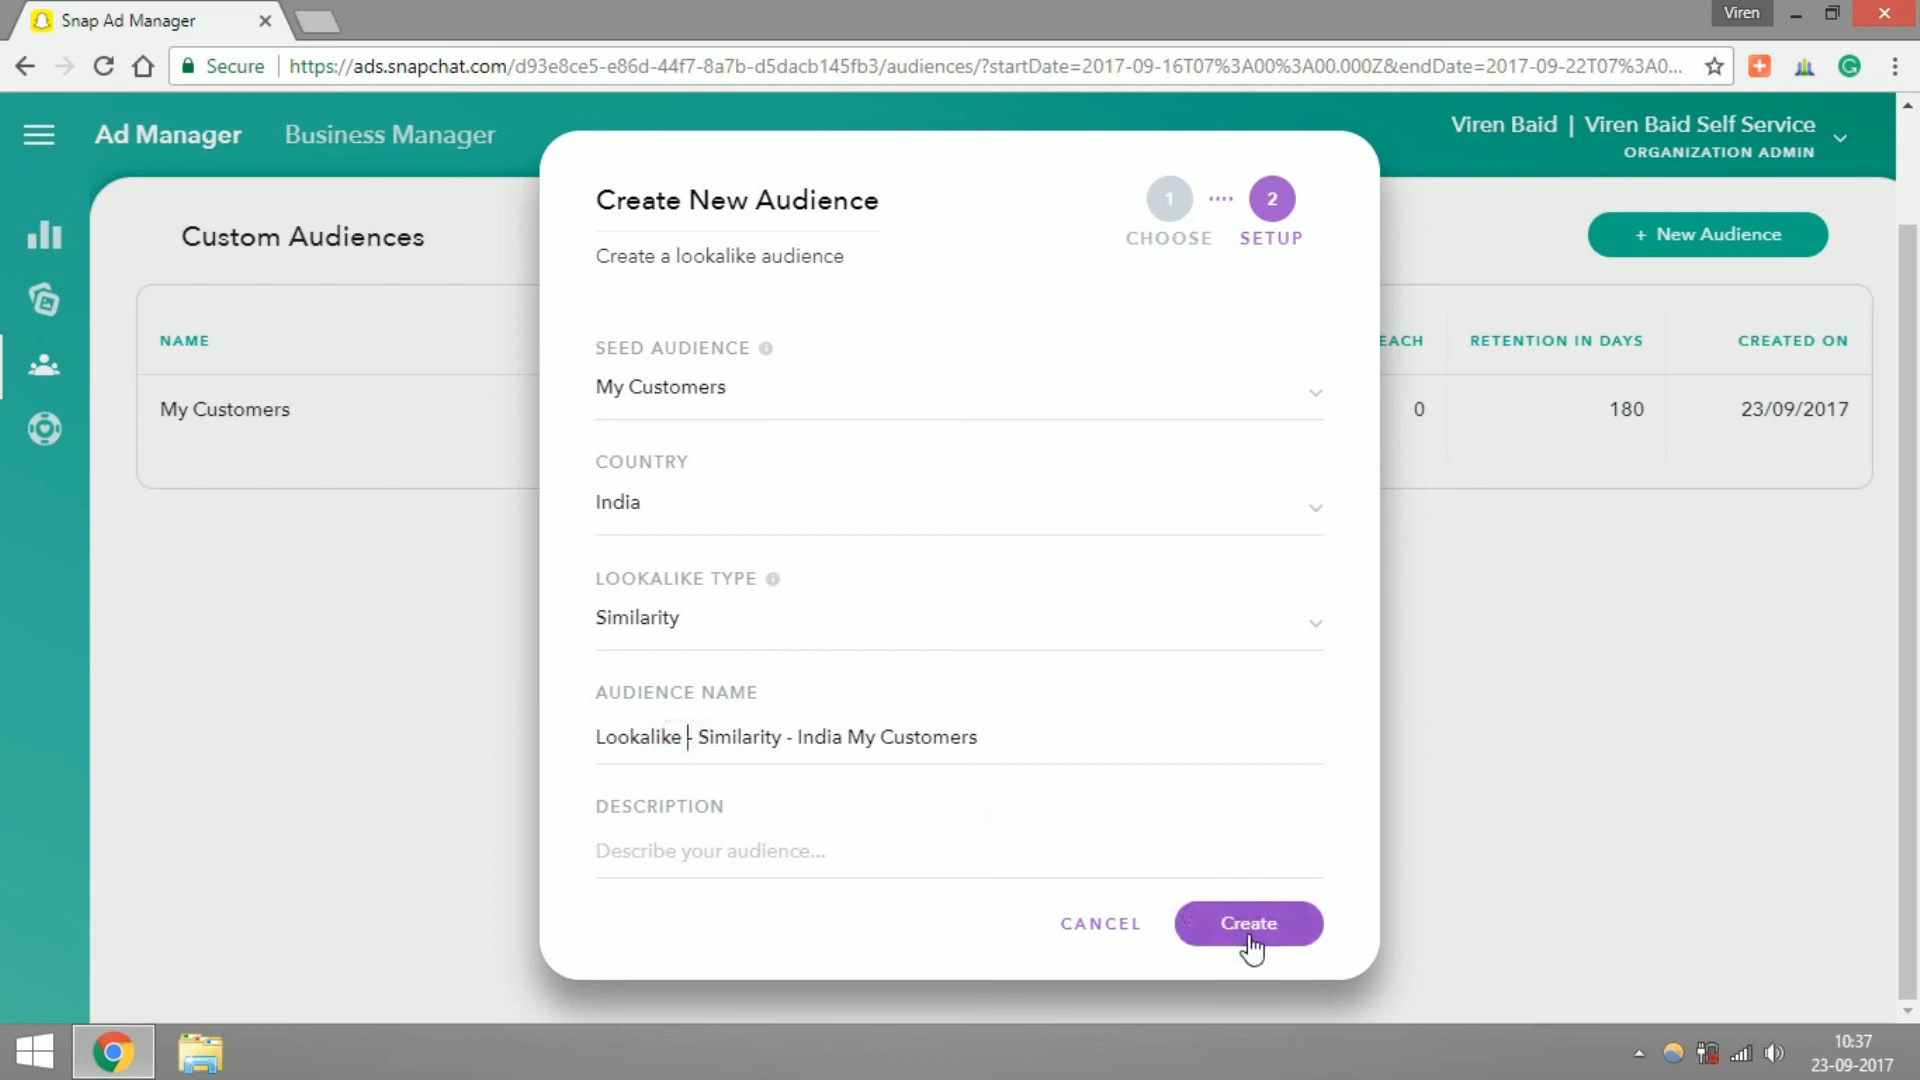 Snap Ad Manager
Viren
Secure
https://ads.snapchat.com/d93e8ce5-e86d-44f7-8a7b-d5dacb145fb3/audiences/?startDate=2017-09-16T07%3A00%3A00.000Z&endDate=2017-09-22T07%3A0...
Ad Manager
Business Manager
Viren Baid | Viren Baid Self Service
ORGANIZATION ADMIN
Custom Audiences
+ New Audience
NAME
EACH
RETENTION IN DAYS
CREATED ON
My Customers
0
180
23/09/2017
Create New Audience
1
2
CHOOSE
SETUP
Create a lookalike audience
SEED AUDIENCE
My Customers
COUNTRY
India
LOOKALIKE TYPE
Similarity
AUDIENCE NAME
Lookalike - Similarity - India My Customers
DESCRIPTION
Describe your audience...
CANCEL
Create
10:37
23-09-2017